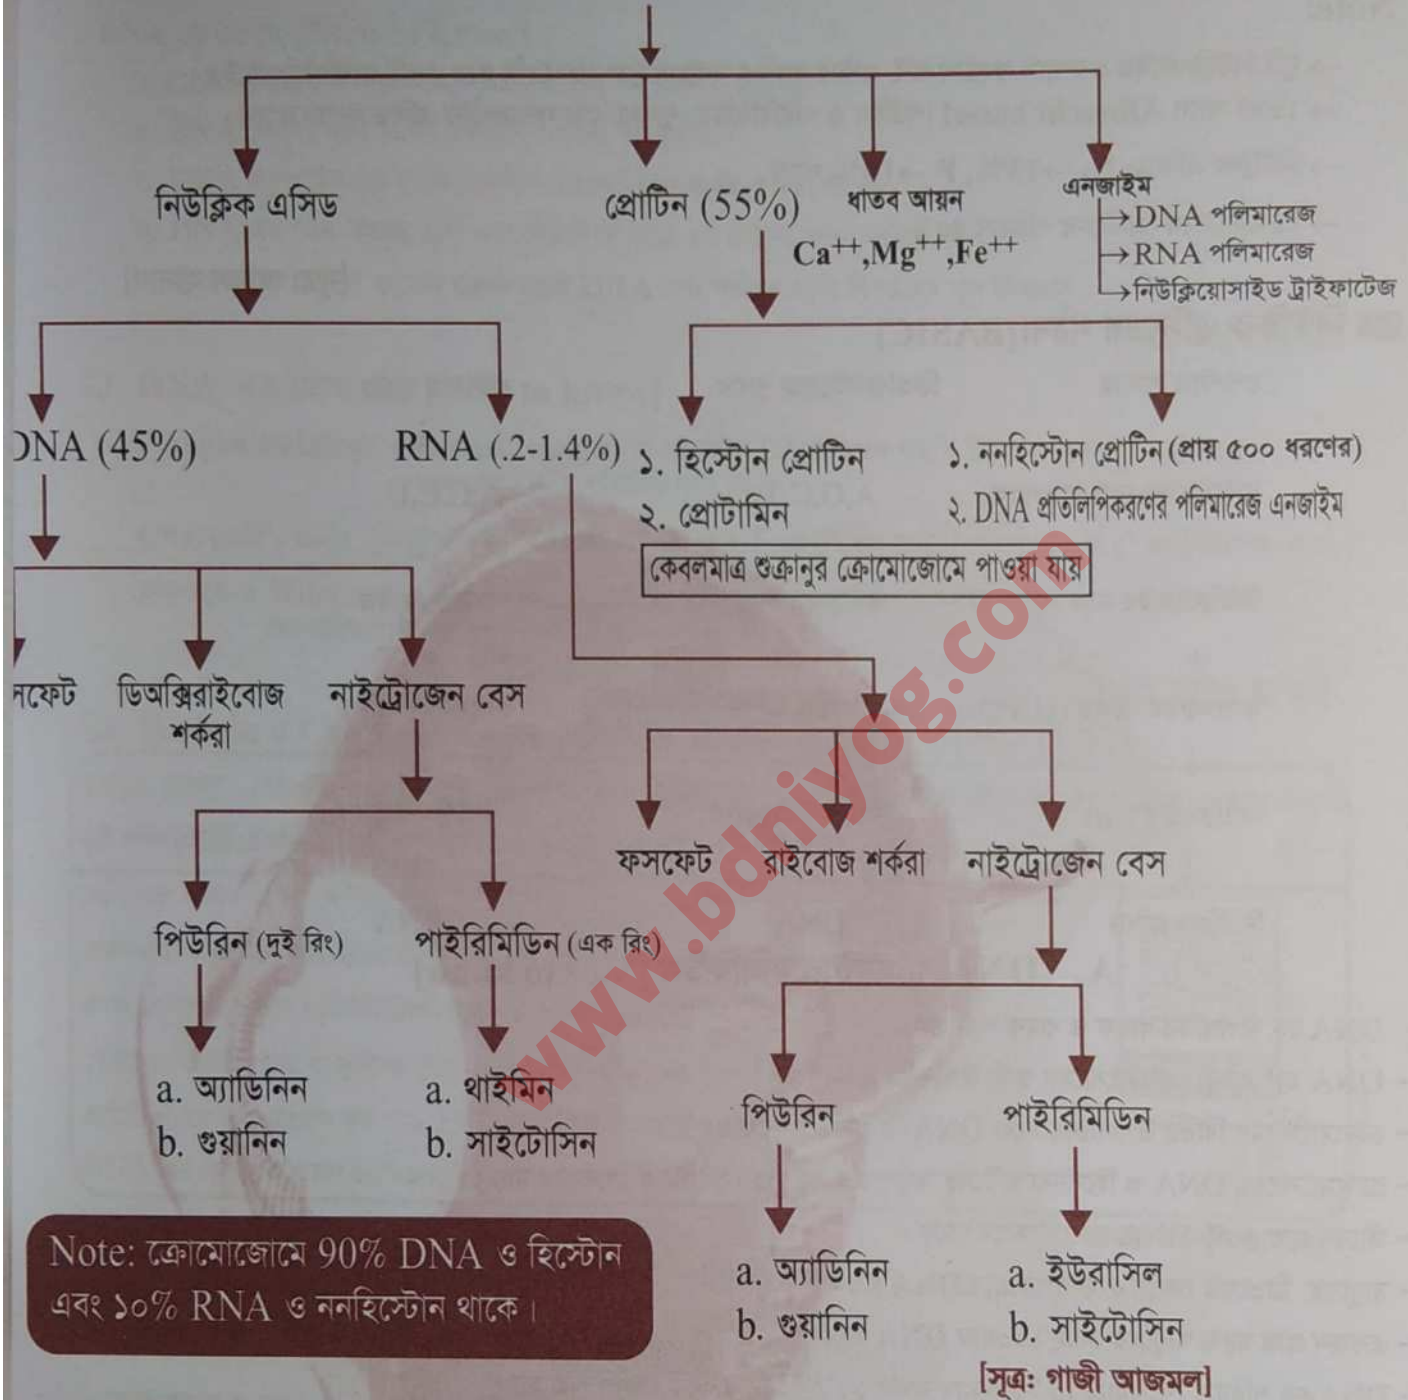 নিউক্লিক এসিড
প্রোটিন (55%)
ধাতব আয়ন
Ca++,Mg++,Fe++
এনজাইম
→DNA পলিমারেজ
→RNA পলিমারেজ
→নিউক্লিয়োসাইড ট্রাইফাটেজ
DNA (45%)
RNA (.2-1.4%)
১. হিস্টোন প্রোটিন
২. প্রোটামিন
কেবলমাত্র শুক্রানুর ক্রোমোজোমে পাওয়া যায়
১. ননহিস্টোন প্রোটিন (প্রায় ৫০০ ধরণের)
২. DNA প্রতিলিপিকরণের পলিমারেজ এনজাইম
সফেট
ডিঅক্সিরাইবোজ
শর্করা
নাইট্রোজেন বেস
ফসফেট
রাইবোজ শর্করা
নাইট্রোজেন বেস
পিউরিন (দুই রিং)
পাইরিমিডিন (এক রিং)
a. অ্যাডিনিন
b. গুয়ানিন
a. থাইমিন
b. সাইটোসিন
পিউরিন
পাইরিমিডিন
a. অ্যাডিনিন
b. গুয়ানিন
a. ইউরাসিল
b. সাইটোসিন
[সূত্র: গাজী আজমল]
Note: ক্রোমোজোমে 90% DNA ও হিস্টোন
এবং ১০% RNA ও ননহিস্টোন থাকে।
www.bdniyog.com